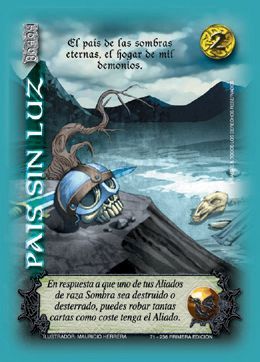 El país de las sombras
eternas, el hogar de mil
demonios.
2
PAIS SIN LUZ
En respuesta a que uno de tus Aliados
de raza Sombra sea destruido o
desterrado, puedes robar tantas
cartas como coste tenga el Aliado.
ILUSTRADOR: MAURICIO HERRERA 71 - 236 PRIMERA EDICIÓN